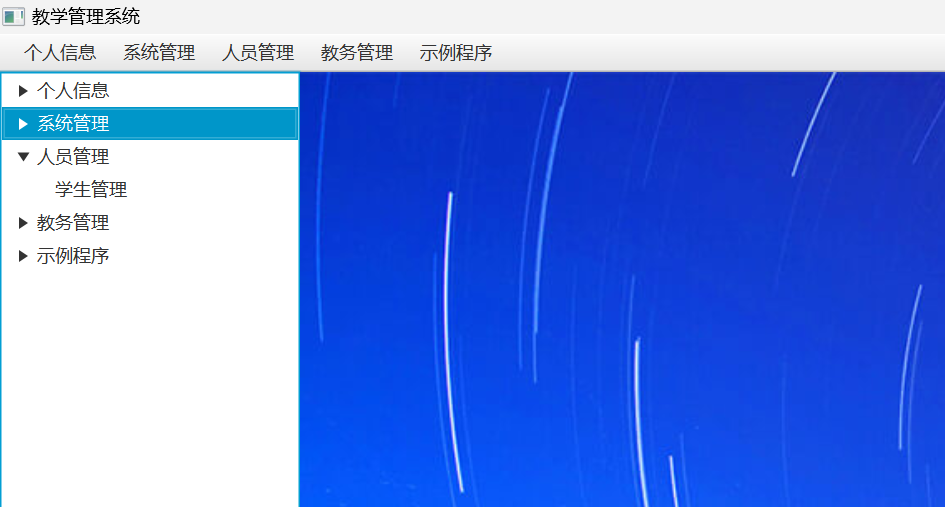 教学管理系统
个人信息 系统管理 人员管理 教务管理 示例程序
个人信息
系统管理
人员管理
学生管理
教务管理
示例程序